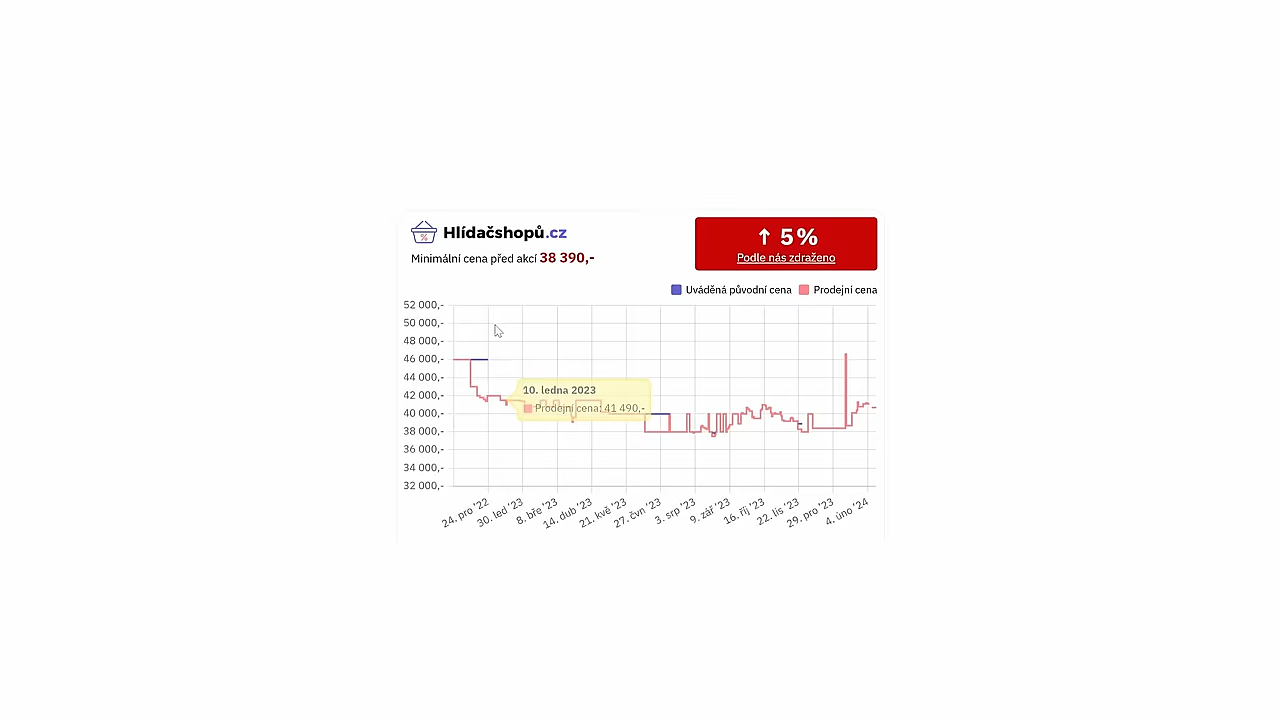 Hlídačshopů.cz
Minimální cena před akcí 38 390,-
↑ 5 %
Podle nás zdraženo
Uváděná původní cena
Prodejní cena
52 000,-
50 000,-
48 000,-
46 000,-
44 000,-
42 000,-
40 000,-
38 000,-
36 000,-
34 000,-
32 000,-
10. ledna 2023
Prodejní cena: 41 490,-
24. pro '22
30. led '23
8. bře '23
14. dub '23
21. kvě '23
27. čvn '23
3. srp '23
9. zář '23
16. říj '23
22. lis '23
29. pro '23
4. úno '24